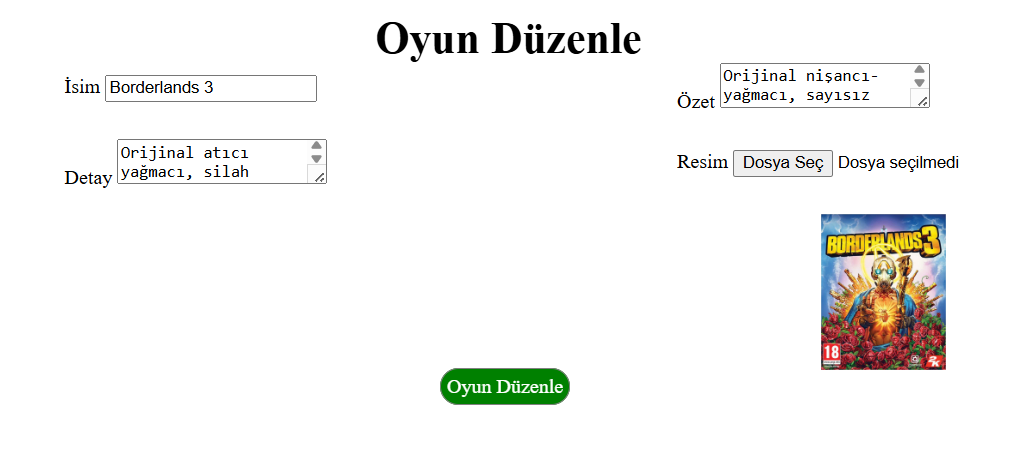 Oyun Düzenle
İsim Borderlands 3
Özet Orijinal nişancı-
yağmacı, sayısız
Detay Orijinal atıcı
yağmacı, silah
Resim Dosya Seç Dosya seçilmedi
BORDERLANDS 3
18
2K
Oyun Düzenle